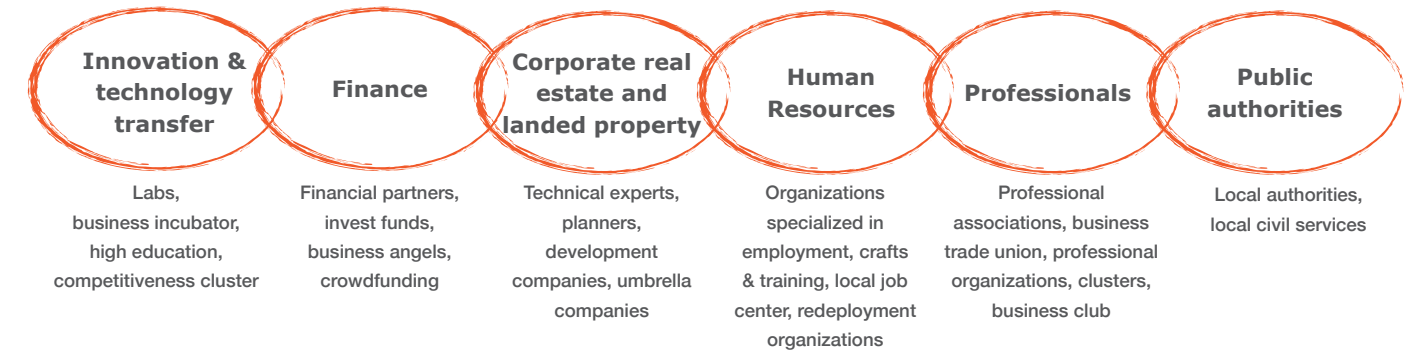 Innovation &
technology
transfer
Labs,
business incubator,
high education,
competitiveness cluster
Finance
Financial partners,
invest funds,
business angels,
crowdfunding
Corporate real
estate and
landed property
Technical experts,
planners,
development
companies, umbrella
companies
Human
Resources
Organizations
specialized in
employment, crafts
& training, local job
center, redeployment
organizations
Professionals
Professional
associations, business
trade union, professional
organizations, clusters,
business club
Public
authorities
Local authorities,
local civil services